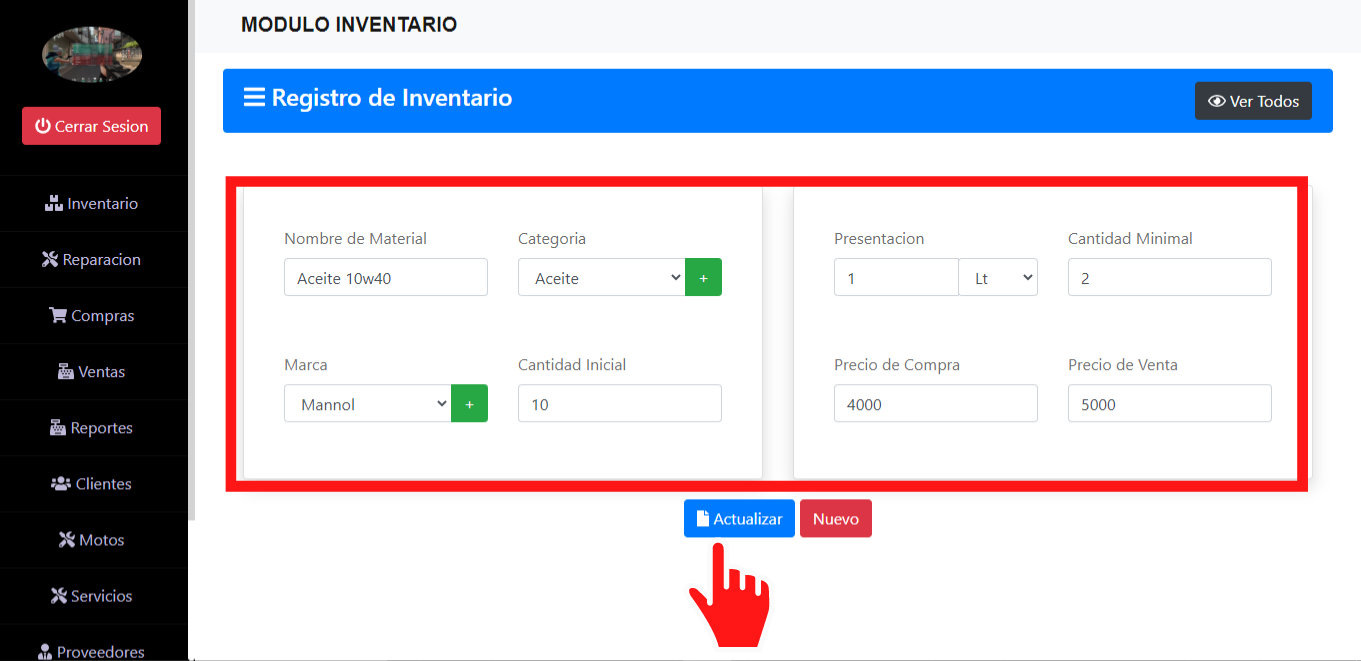 MODULO INVENTARIO
Registro de Inventario
Ver Todos
Cerrar Sesion
Inventario
Reparacion
Compras
Ventas
Reportes
Clientes
Motos
Servicios
Proveedores
Nombre de Material
Categoria
Aceite 10w40
Aceite
+
Marca
Cantidad Inicial
Mannol
+
10
Presentacion
Cantidad Minimal
1
Lt
2
Precio de Compra
Precio de Venta
4000
5000
Actualizar
Nuevo